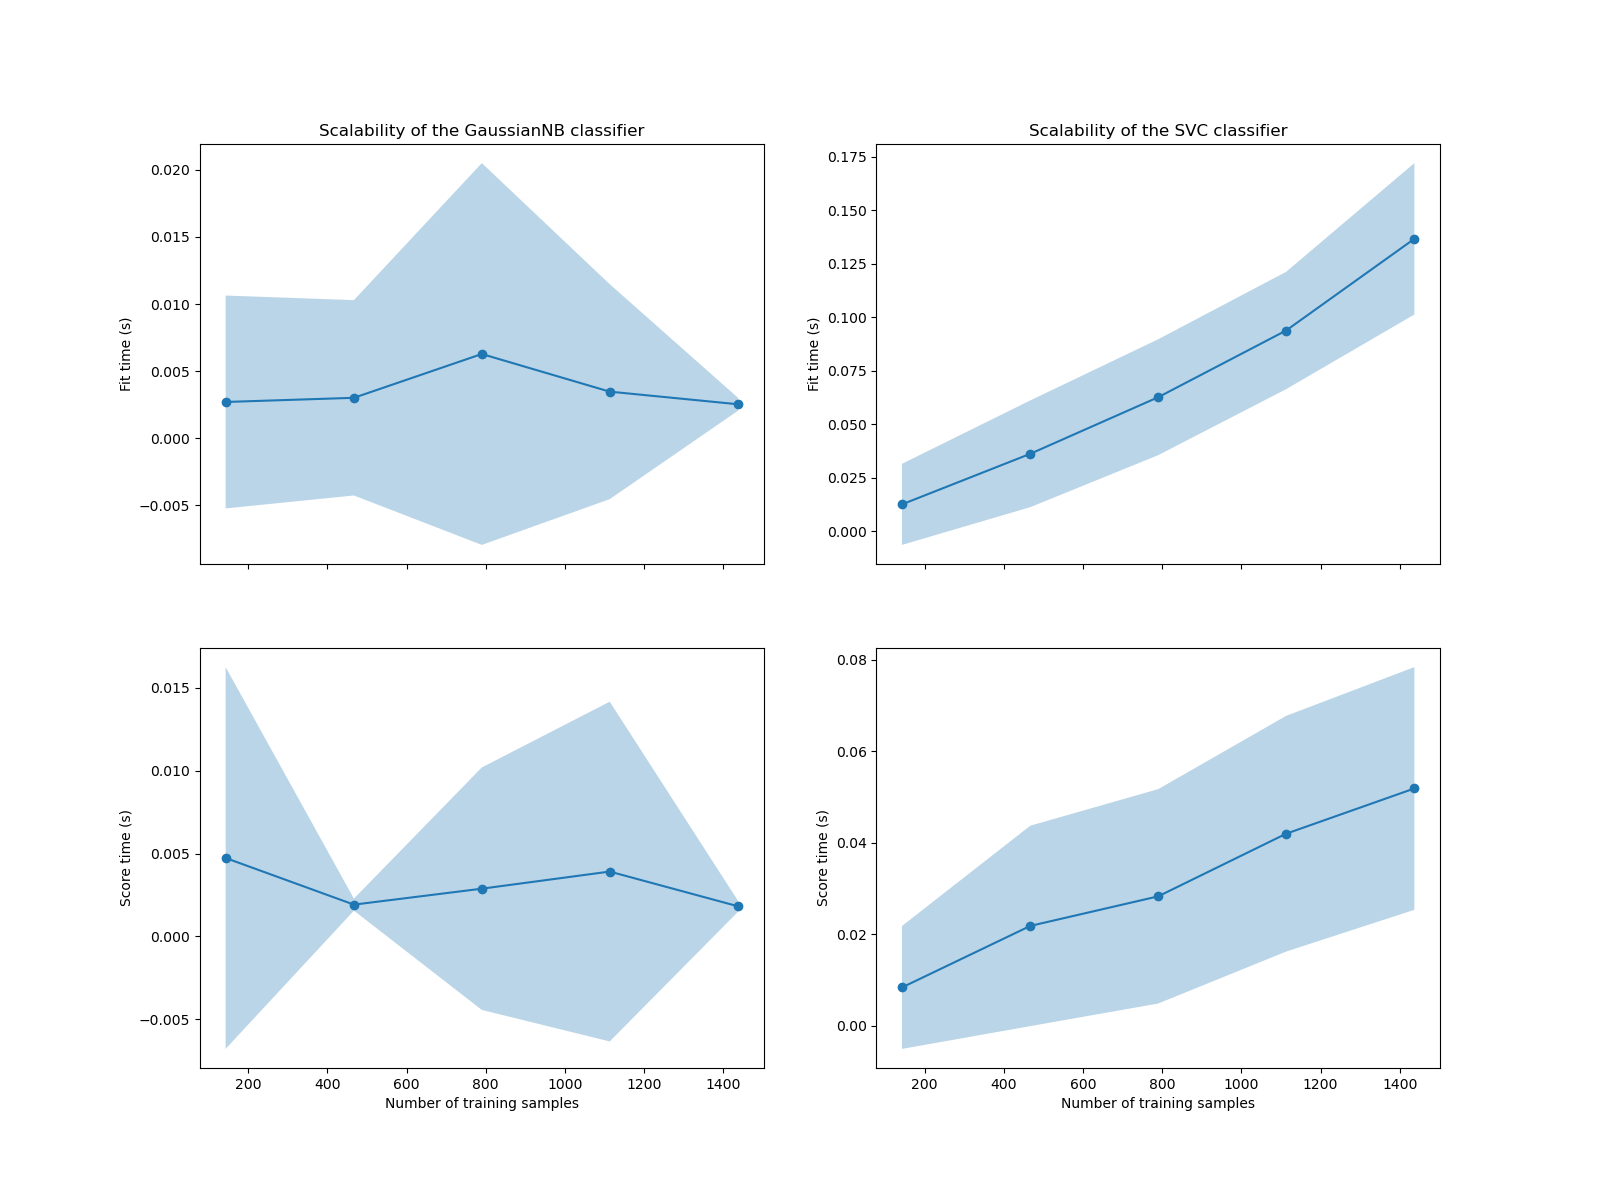 Scalability of the GaussianNB classifier
0.020
0.015
0.010
0.005
0.000
−0.005
Fit time (s)
Scalability of the SVC classifier
0.175
0.150
0.125
0.100
0.075
0.050
0.025
0.000
Fit time (s)
0.015
0.010
0.005
0.000
−0.005
Score time (s)
200 400 600 800 1000 1200 1400
Number of training samples
0.08
0.06
0.04
0.02
0.00
Score time (s)
200 400 600 800 1000 1200 1400
Number of training samples